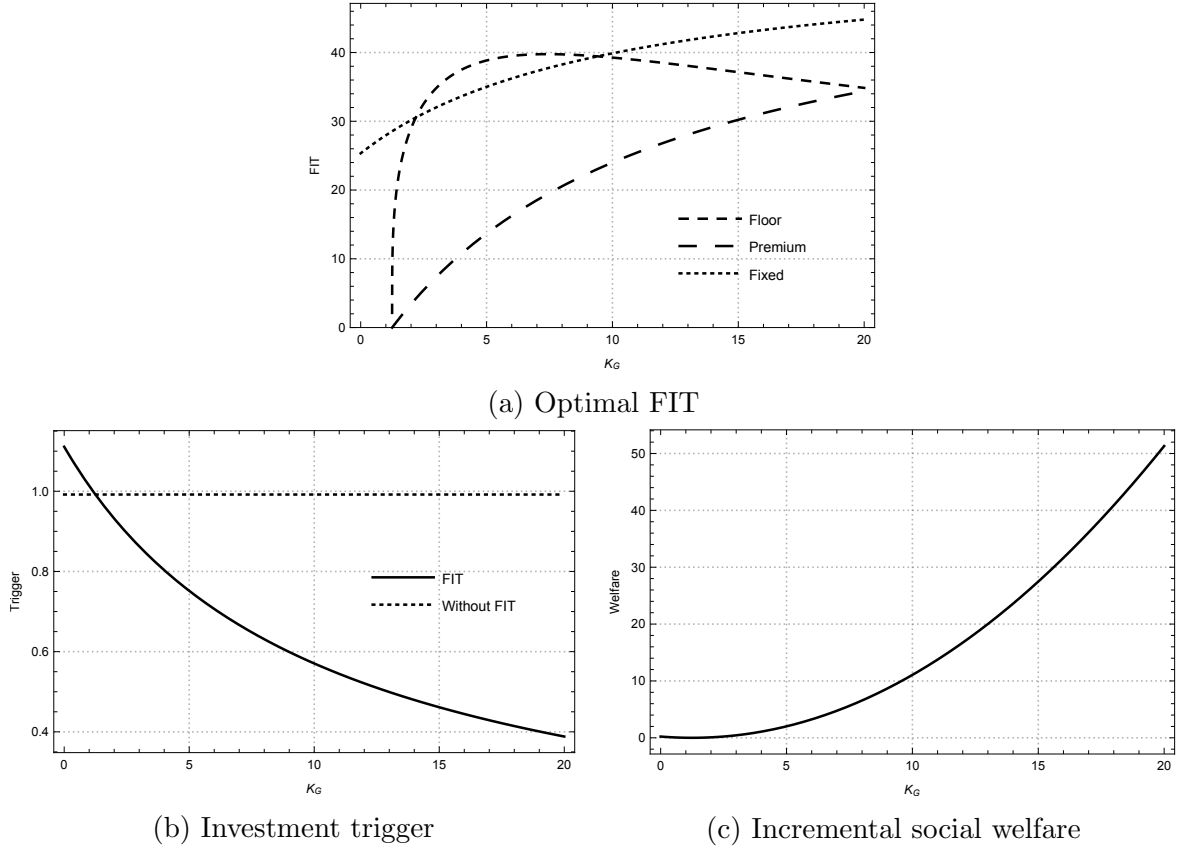 40
30
FIT
20
Floor
Premium
10
Fixed
0
0 5 10 15 20
K_G
(a) Optimal FIT
1.0
0.8
Trigger
FIT
Without FIT
0.6
0.4
0 5 10 15 20
K_G
(b) Investment trigger
50
40
30
Welfare
20
10
0
0 5 10 15 20
K_G
(c) Incremental social welfare